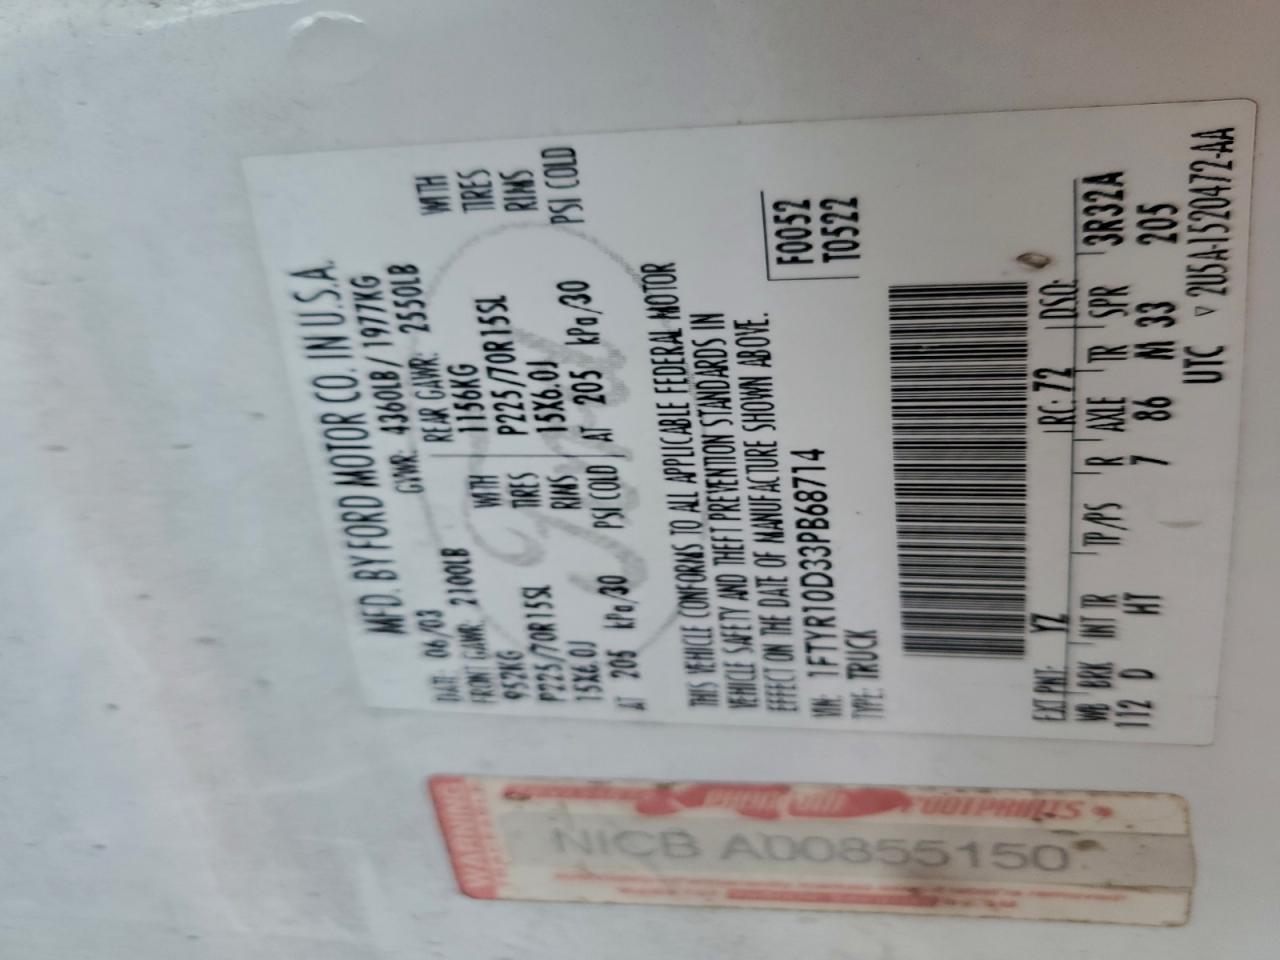 MFD. BY FORD MOTOR CO. IN U.S.A.
DATE: 06/03 GVWR: 4360LB/ 1977KG
FRONT GAWR: 2100LB REAR GAWR: 2550LB
952KG WITH 1156KG WITH
P225/70R15SL TIRES P225/70R15SL TIRES
15X6.0J RIMS 15X6.0J RIMS
AT 205 kPa/30 PSI COLD AT 205 kPa/30 PSI COLD
THIS VEHICLE CONFORMS TO ALL APPLICABLE FEDERAL MOTOR
VEHICLE SAFETY AND THEFT PREVENTION STANDARDS IN
EFFECT ON THE DATE OF MANUFACTURE SHOWN ABOVE.
VIN: 1FTYR10D33PB68714 F0052
TYPE: TRUCK T0522
EXT PNT: YZ RC: 72 DSO:
WB BRK INT TR TP/PS R AXLE TR SPR 3R32A
112 D HT 7 86 M 33 205
UTC ▽ 2U5A-1520472-AA
WARNING
FOOTPRINTS
NICB A00855150